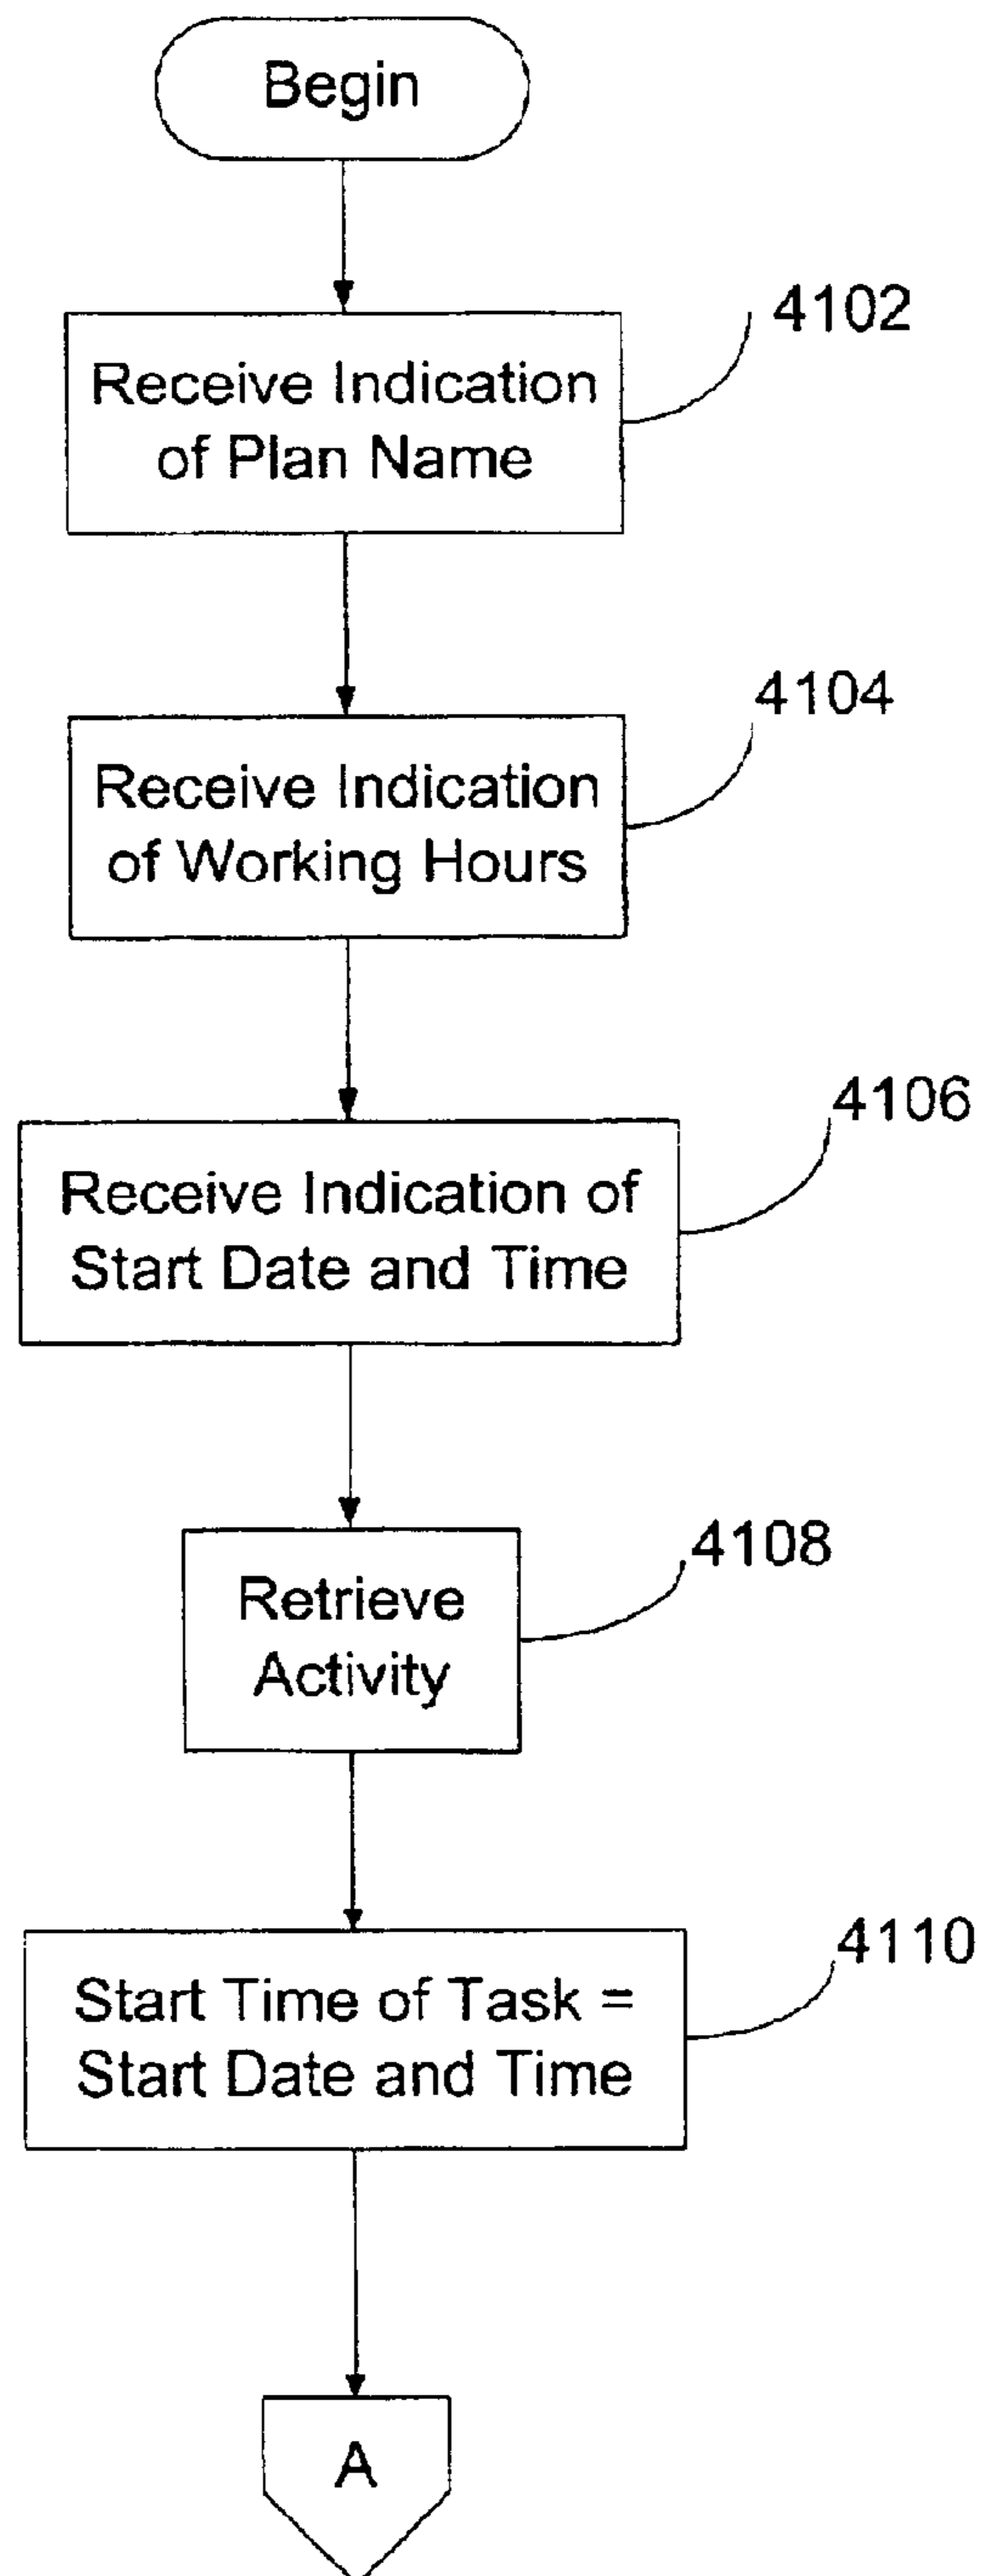 Begin
4102
Receive Indication
of Plan Name
4104
Receive Indication
of Working Hours
4106
Receive Indication of
Start Date and Time
4108
Retrieve
Activity
4110
Start Time of Task =
Start Date and Time
A